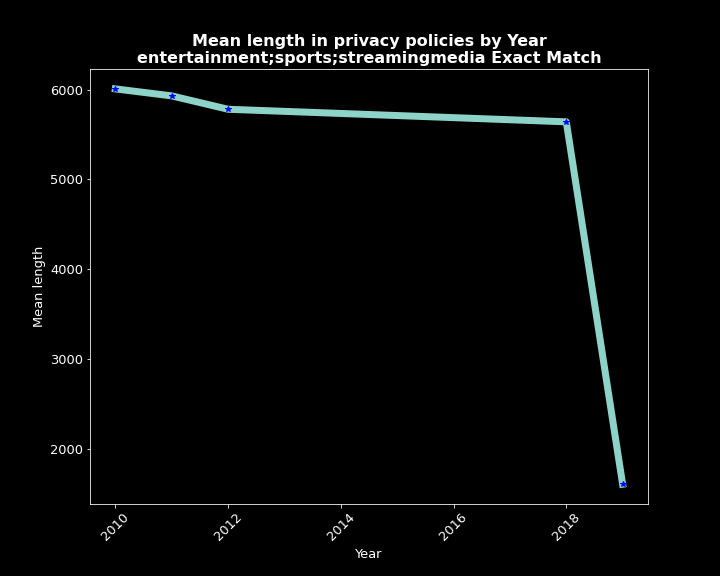 Mean length in privacy policies by Year
entertainment;sports;streamingmedia Exact Match
6000
5000
4000
3000
2000
Mean length
2010
2012
2014
2016
2018
Year